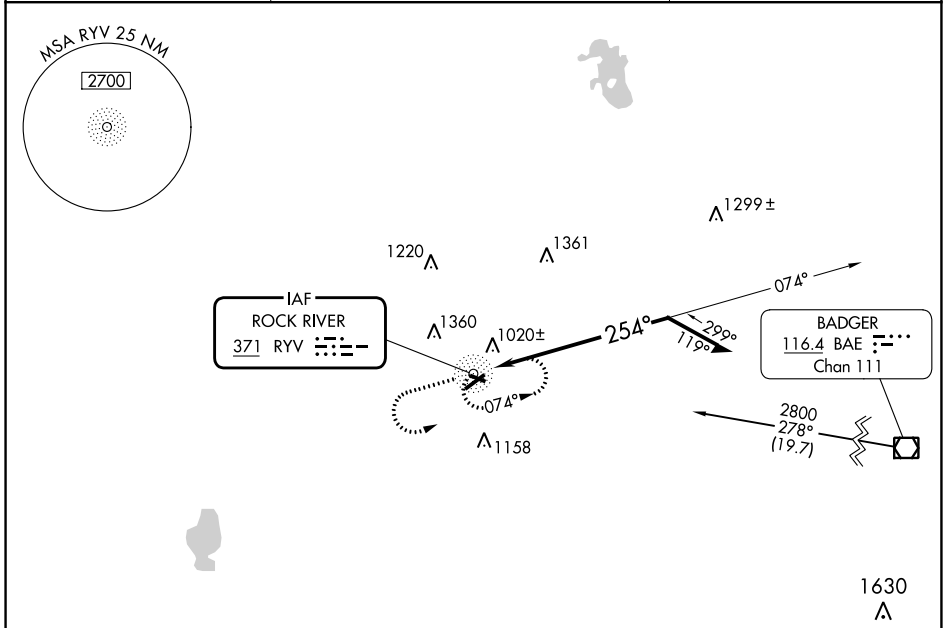 MSA RYV 25 NM
2700
1299±
1220
1361
074°
IAF
ROCK RIVER
371 RYV
1360
1020±
254°
299°
119°
BADGER
116.4 BAE
Chan 111
074°
2800
278°
(19.7)
1158
1630